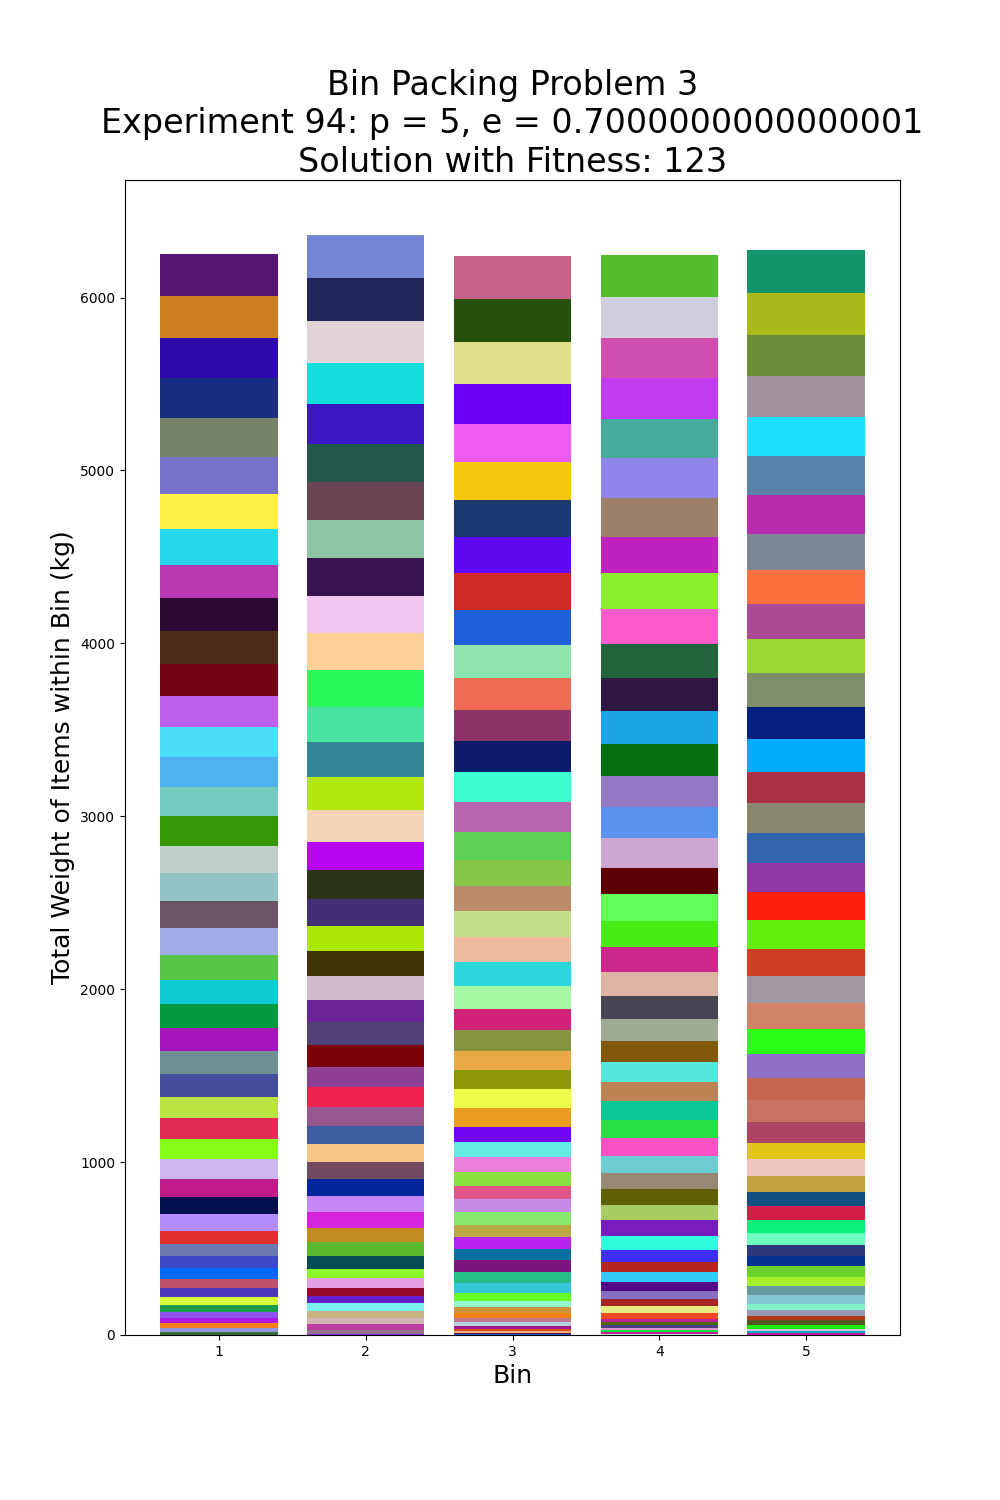 Bin Packing Problem 3
Experiment 94: p = 5, e = 0.7000000000000001
Solution with Fitness: 123
Total Weight of Items within Bin (kg)
6000
5000
4000
3000
2000
1000
0
1 2 3 4 5
Bin